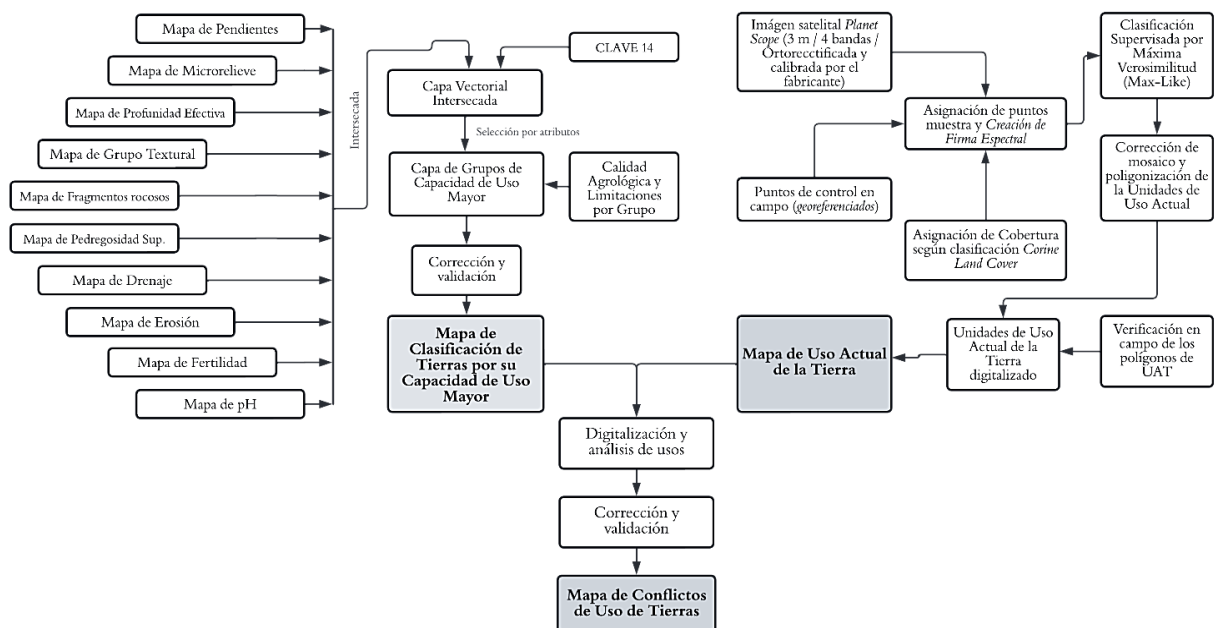 Mapa de Pendientes
Mapa de Microrelieve
Mapa de Profunidad Efectiva
Mapa de Grupo Textural
Mapa de Fragmentos rocosos
Mapa de Pedregosidad Sup.
Mapa de Drenaje
Mapa de Erosión
Mapa de Fertilidad
Mapa de pH
Intersecada
CLAVE 14
Capa Vectorial
Intersecada
Selección por atributos
Capa de Grupos de
Capacidad de Uso
Mayor
Calidad
Agrológica y
Limitaciones
por Grupo
Corrección y
validación
Mapa de
Clasificación de
Tierras por su
Capacidad de Uso
Mayor
Imágen satelital Planet
Scope (3 m / 4 bandas /
Ortorecctificada y
calibrada por el
fabricante)
Clasificación
Supervisada por
Máxima
Verosimilitud
(Max-Like)
Asignación de puntos
muestra y Creación de
Firma Espectral
Puntos de control en
campo (georeferenciados)
Asignación de Cobertura
según clasificación Corine
Land Cover
Corrección de
mosaico y
poligonización de
la Unidades de
Uso Actual
Unidades de Uso
Actual de la
Tierra
digitalizado
Verificación en
campo de los
polígonos de
UAT
Mapa de Uso Actual
de la Tierra
Digitalización y
análisis de usos
Corrección y
validación
Mapa de Conflictos
de Uso de Tierras